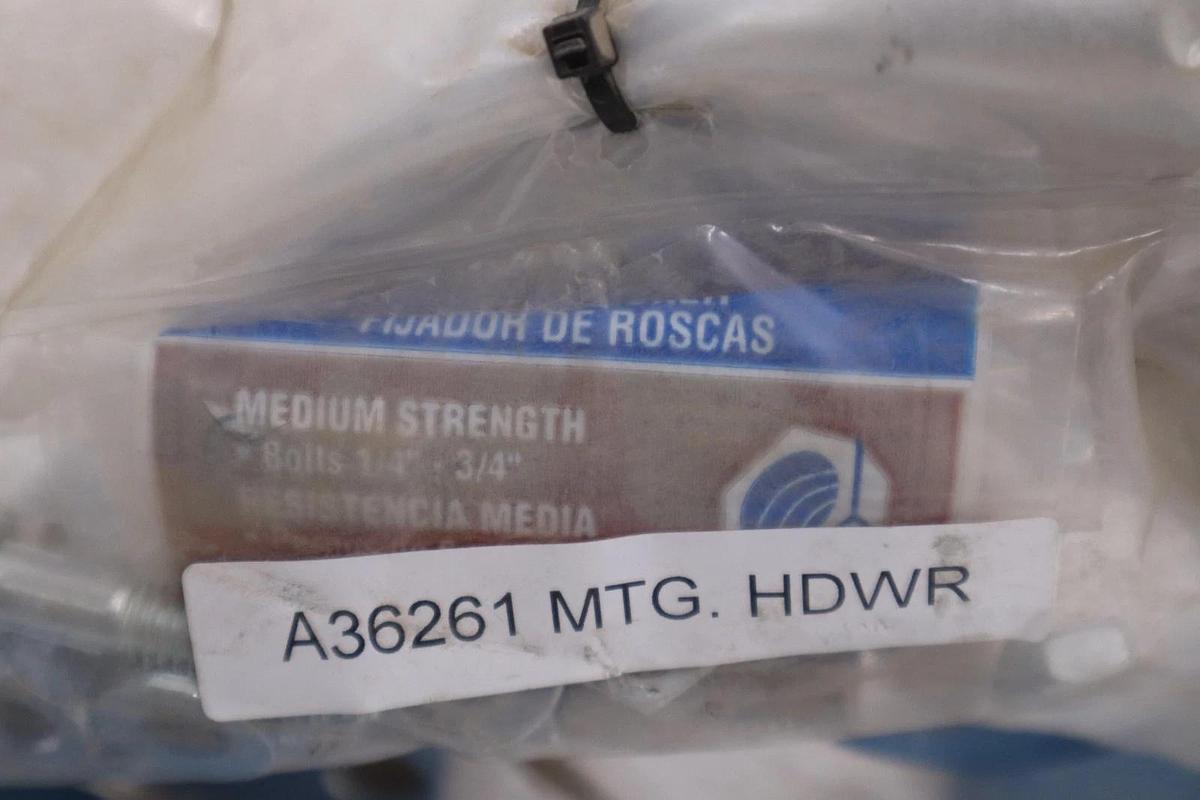 FIJADOR DE ROSCAS
MEDIUM STRENGTH
• Bolts 1/4" - 3/4"
RESISTENCIA MEDIA
A36261 MTG. HDWR